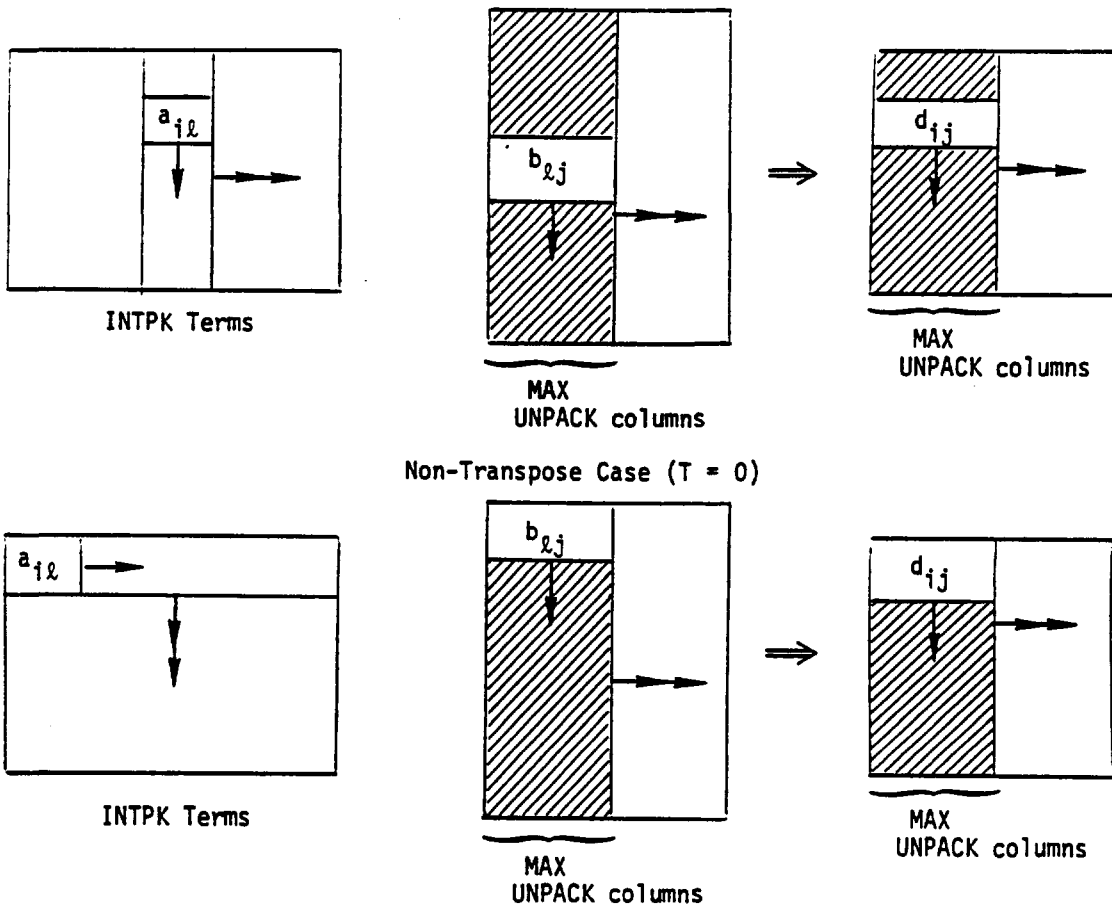 a_{iℓ}
b_{ℓj}
d_{ij}
INTPK Terms
MAX
UNPACK columns
MAX
UNPACK columns
Non-Transpose Case (T = 0)
a_{iℓ}
b_{ℓj}
d_{ij}
INTPK Terms
MAX
UNPACK columns
MAX
UNPACK columns